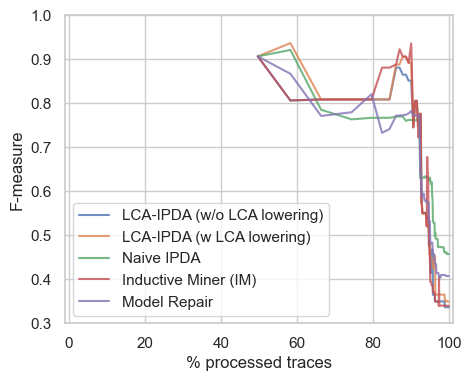 1.0
0.9
0.8
0.7
0.6
0.5
0.4
0.3
F-measure
LCA-IPDA (w/o LCA lowering)
LCA-IPDA (w LCA lowering)
Naive IPDA
Inductive Miner (IM)
Model Repair
0 20 40 60 80 100
% processed traces